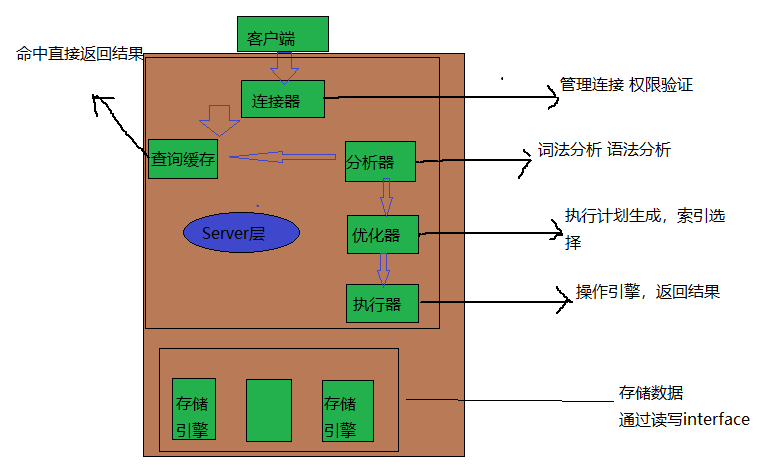 客户端
命中直接返回结果
连接器
管理连接 权限验证
查询缓存
分析器
词法分析 语法分析
Server层
优化器
执行计划生成，索引选
择
执行器
操作引擎，返回结果
存储
引擎
存储
引擎
存储数据
通过读写interface